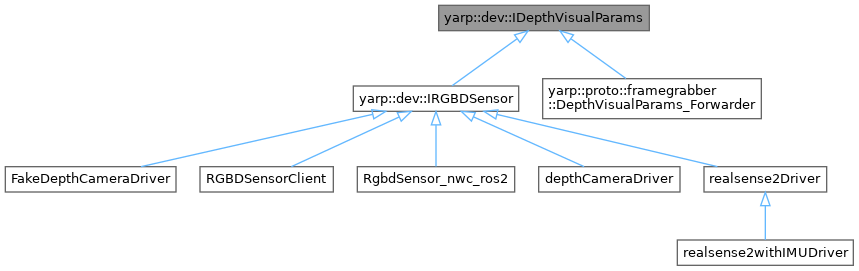 yarp::dev::IDepthVisualParams
yarp::dev::IRGBDSensor
yarp::proto::framegrabber
::DepthVisualParams_Forwarder
FakeDepthCameraDriver
RGBDSensorClient
RgbdSensor_nwc_ros2
depthCameraDriver
realsense2Driver
realsense2withIMUDriver